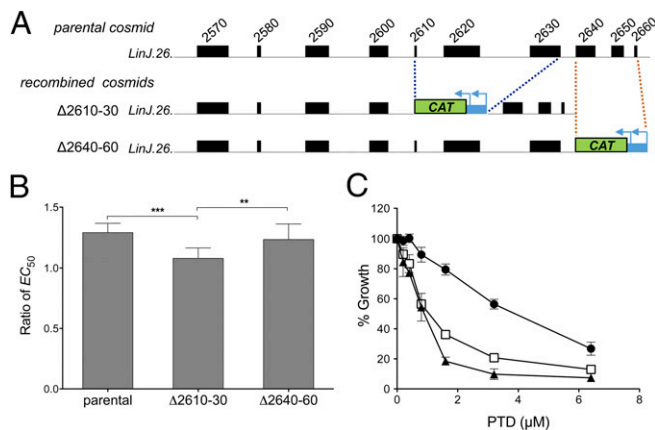 A
parental cosmid
2570 2580 2590 2600 2610 2620 2630 2640 2650 2660
LinJ.26.
recombined cosmids
Δ2610-30 LinJ.26. CAT
Δ2640-60 LinJ.26. CAT
B
Ratio of EC50
1.5
1.0
0.5
0.0
*** **
parental Δ2610-30 Δ2640-60
C
% Growth
120
100
80
60
40
20
0
0 2 4 6 8
PTD (µM)